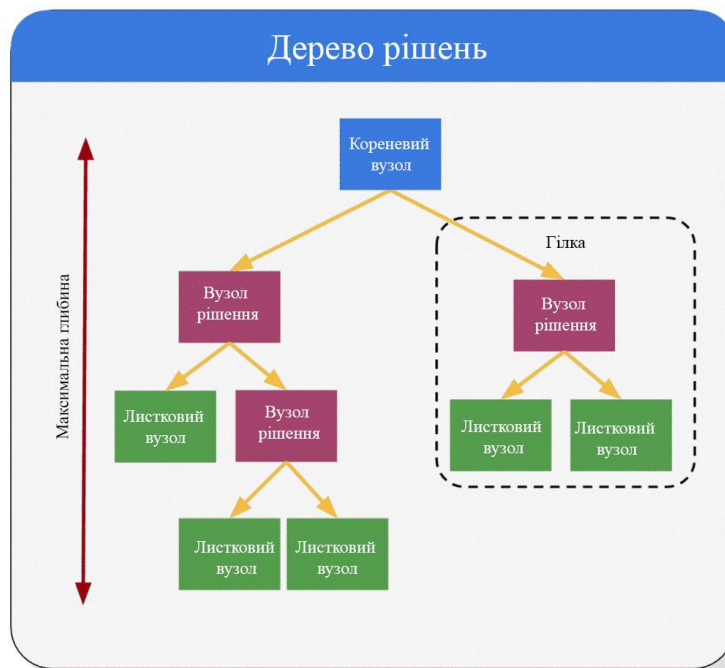 Дерево рішень
Кореневий
вузол
Гілка
Вузол
рішення
Вузол
рішення
Максимальна глибина
Листковий
вузол
Вузол
рішення
Листковий
вузол
Листковий
вузол
Листковий
вузол
Листковий
вузол